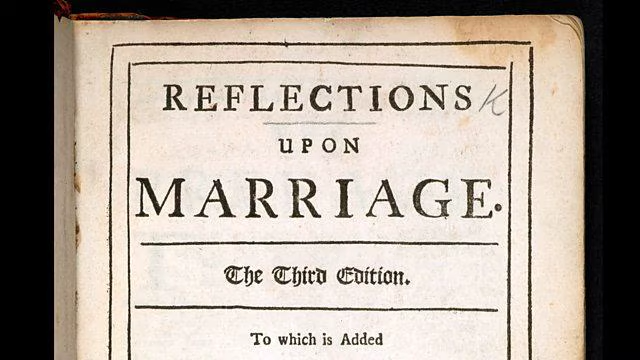 REFLECTIONS K
UPON
MARRIAGE.
The Third Edition.
To which is Added